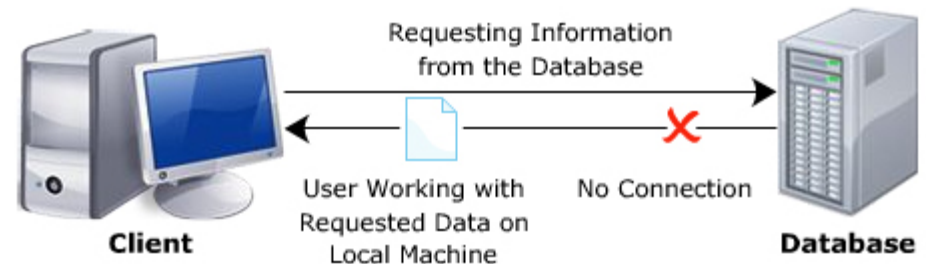 Requesting Information
from the Database
User Working with
Requested Data on
Local Machine
No Connection
Client
Database